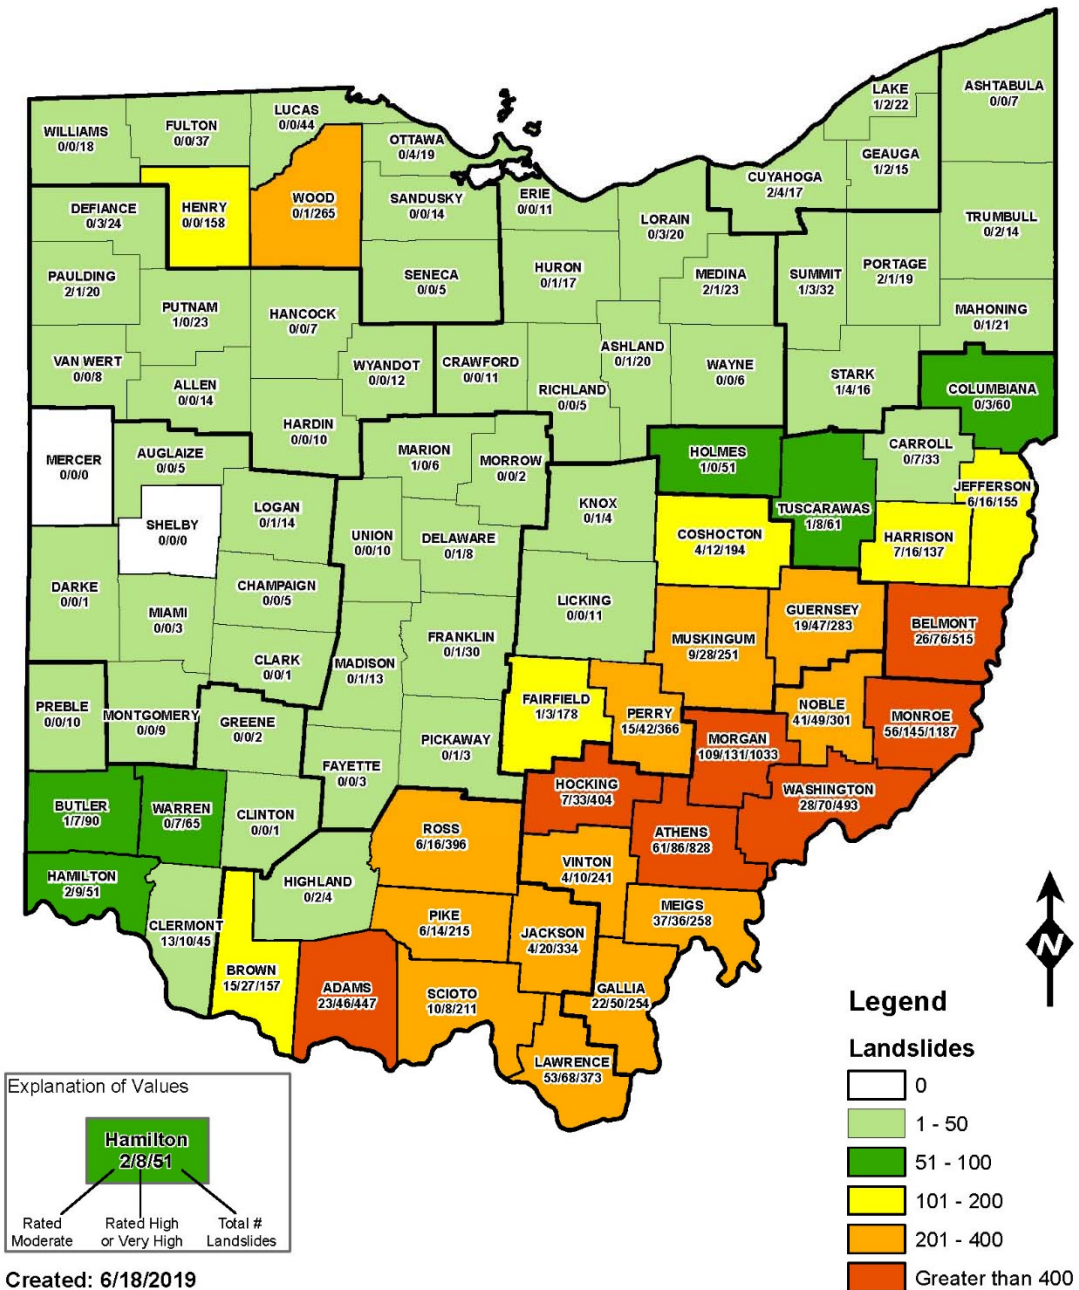 WILLIAMS
0/0/18
FULTON
0/0/37
LUCAS
0/0/44
OTTAWA
0/4/19
LAKE
1/2/22
ASHTABULA
0/0/7
GEAUGA
1/2/15
CUYAHOGA
2/4/17
DEFIANCE
0/3/24
HENRY
0/0/158
WOOD
0/1/265
SANDUSKY
0/0/14
ERIE
0/0/11
LORAIN
0/3/20
TRUMBULL
0/2/14
PAULDING
2/1/20
PUTNAM
1/0/23
HANCOCK
0/0/7
SENECA
0/0/5
HURON
0/1/17
MEDINA
2/1/23
SUMMIT
1/3/32
PORTAGE
2/1/19
MAHONING
0/1/21
VAN WERT
0/0/8
ALLEN
0/0/14
WYANDOT
0/0/12
CRAWFORD
0/0/11
RICHLAND
0/0/5
ASHLAND
0/1/20
WAYNE
0/0/6
STARK
1/4/16
COLUMBIANA
0/3/60
HARDIN
0/0/10
MERCER
0/0/0
AUGLAIZE
0/0/5
MARION
1/0/6
MORROW
0/0/2
HOLMES
1/0/51
CARROLL
0/7/33
JEFFERSON
6/16/155
SHELBY
0/0/0
LOGAN
0/1/14
UNION
0/0/10
DELAWARE
0/1/8
KNOX
0/1/4
COSHOCTON
4/12/194
TUSCARAWAS
1/8/61
HARRISON
7/16/137
DARKE
0/0/1
MIAMI
0/0/3
CHAMPAIGN
0/0/5
LICKING
0/0/11
MUSKINGUM
9/28/251
GUERNSEY
19/47/283
BELMONT
26/76/515
CLARK
0/0/1
MADISON
0/1/13
FRANKLIN
0/1/30
PREBLE
0/0/10
MONTGOMERY
0/0/9
GREENE
0/0/2
FAYETTE
0/0/3
PICKAWAY
0/1/3
FAIRFIELD
1/3/178
PERRY
15/42/366
MORGAN
109/131/1033
NOBLE
41/49/301
MONROE
56/145/1187
BUTLER
1/7/90
WARREN
0/7/65
CLINTON
0/0/1
ROSS
6/16/396
HOCKING
7/33/404
ATHENS
61/86/828
WASHINGTON
28/70/493
HAMILTON
2/9/51
CLERMONT
13/10/45
HIGHLAND
0/2/4
PIKE
6/14/215
VINTON
4/10/241
JACKSON
4/20/334
MEIGS
37/36/258
BROWN
15/27/157
ADAMS
23/46/447
SCIOTO
10/8/211
GALLIA
22/50/254
LAWRENCE
53/68/373
N
Legend
Landslides
0
1 - 50
51 - 100
101 - 200
201 - 400
Greater than 400
Explanation of Values
Hamilton
2/8/51
Rated Moderate
Rated High or Very High
Total # Landslides
Created: 6/18/2019